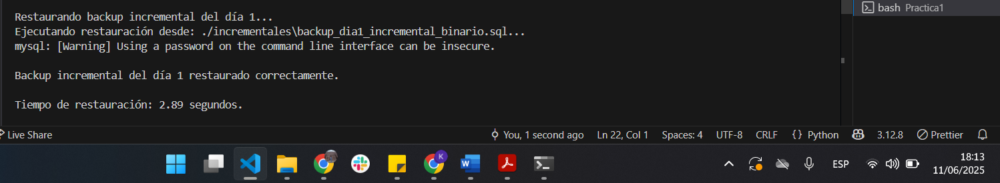 Restaurando backup incremental del día 1...
Ejecutando restauración desde: ./incrementales\backup_dia1_incremental_binario.sql...
mysql: [Warning] Using a password on the command line interface can be insecure.
Backup incremental del día 1 restaurado correctamente.
Tiempo de restauración: 2.89 segundos.
bash Practica1
Live Share You, 1 second ago Ln 22, Col 1 Spaces: 4 UTF-8 CRLF {} Python 3.12.8 Prettier
K W ESP 18:13
11/06/2025